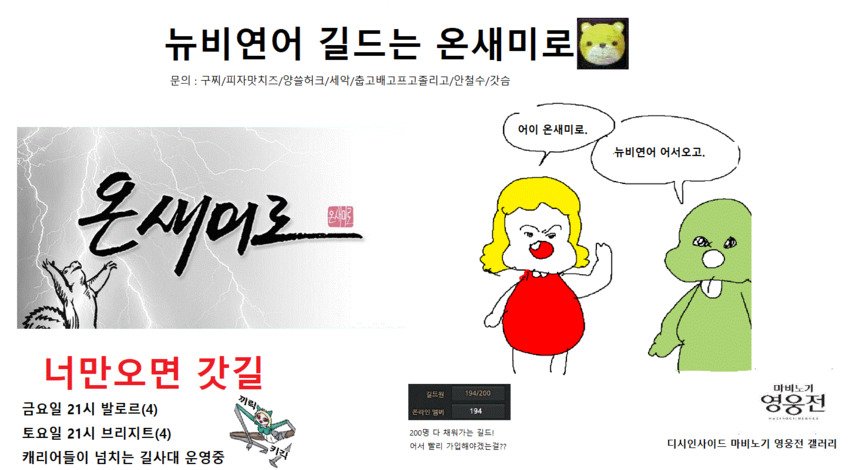 뉴비연어 길드는 온새미로
문의 : 구찌/피자맛치즈/양쓸허크/세악/춥고배고프고졸리고/안철수/갓슴
어이 온새미로.
뉴비연어 어서오고.
온새미로
온새미로
너만오면 갓길
금요일 21시 발로르(4)
토요일 21시 브리지트(4)
캐리어들이 넘치는 길사대 운영중
끼릭
끼릭
길드원 194/200
온라인 멤버 194
200명 다 채워가는 길드!
어서 빨리 가입해야겠는걸??
마비노기
영웅전
디시인사이드 마비노기 영웅전 갤러리